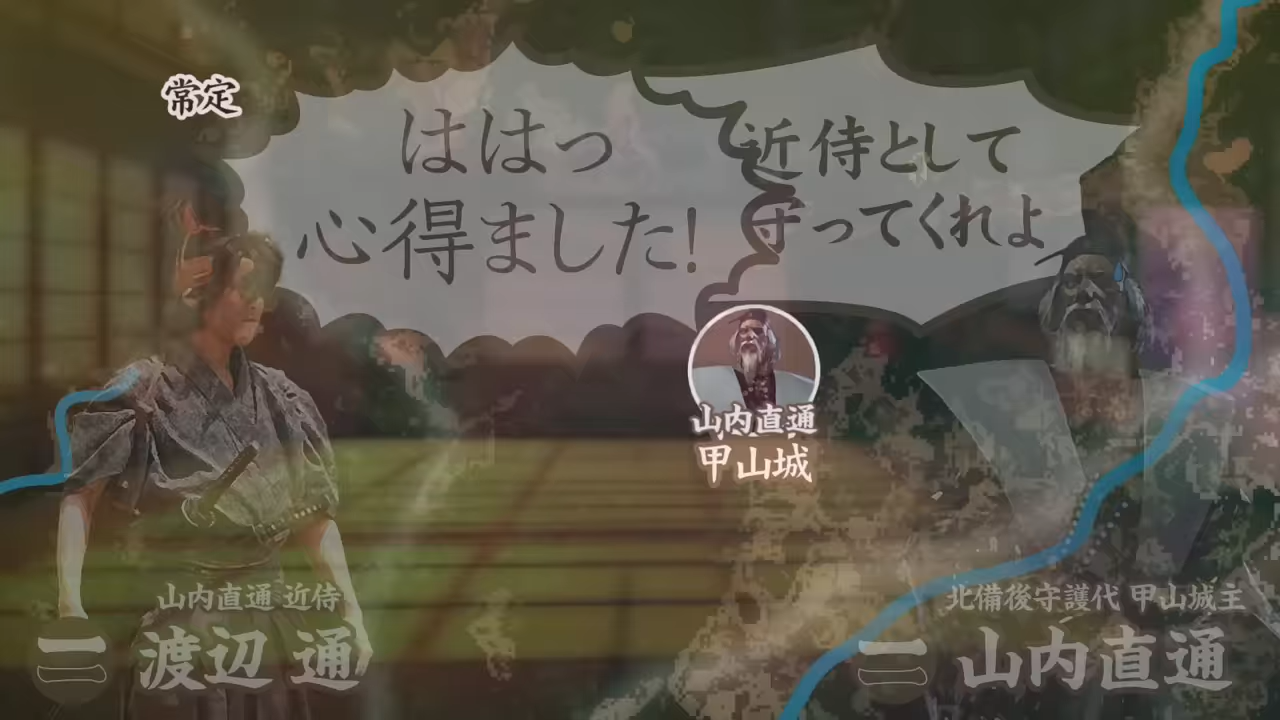 常定
ははっ
心得ました!
近侍として
守ってくれよ
山内直通
甲山城
山内直通 近侍
渡辺 通
北備後守護代 甲山城主
山内直通